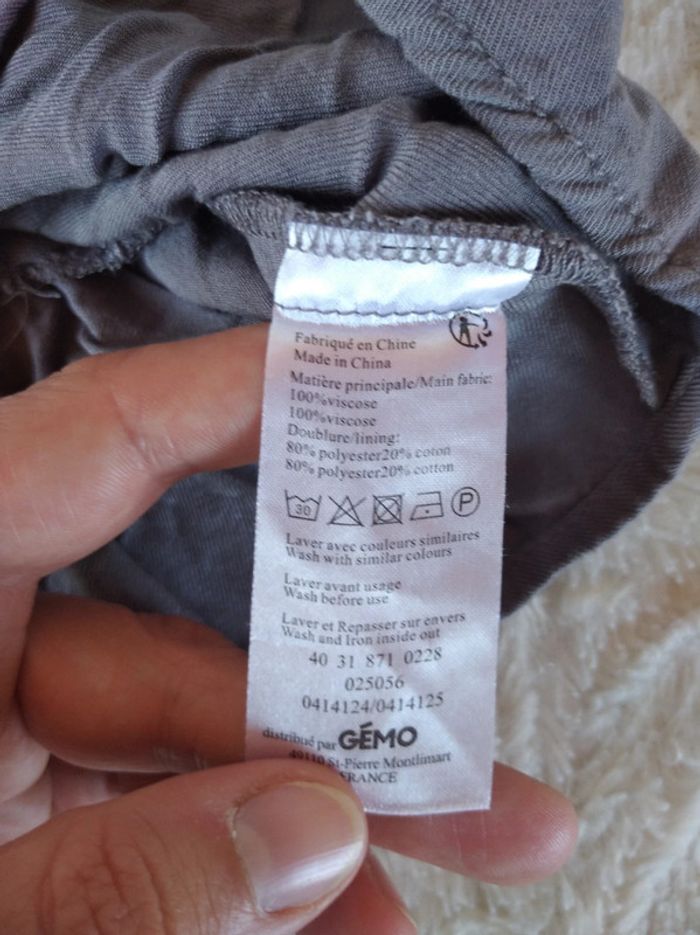 Fabriqué en Chine
Made in China
Matière principale/Main fabric:
100%viscose
100%viscose
Doublure/lining:
80% polyester20% coton
80% polyester20% cotton
30 P
Laver avec couleurs similaires
Wash with similar colours
Laver avant usage
Wash before use
Laver et Repasser sur envers
Wash and Iron inside out
40 31 871 0228
025056
0414124/0414125
distribué par GÉMO
49110 St-Pierre Montlimart
FRANCE